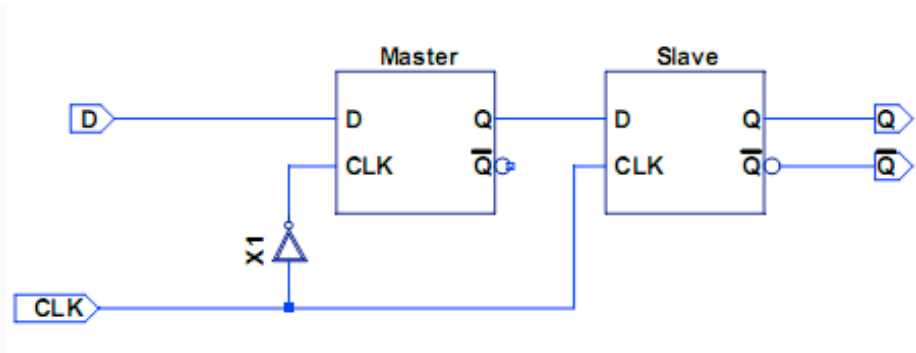 Master Slave
D D Q D Q Q
CLK Q̅ CLK Q̅ Q̅
X1
CLK